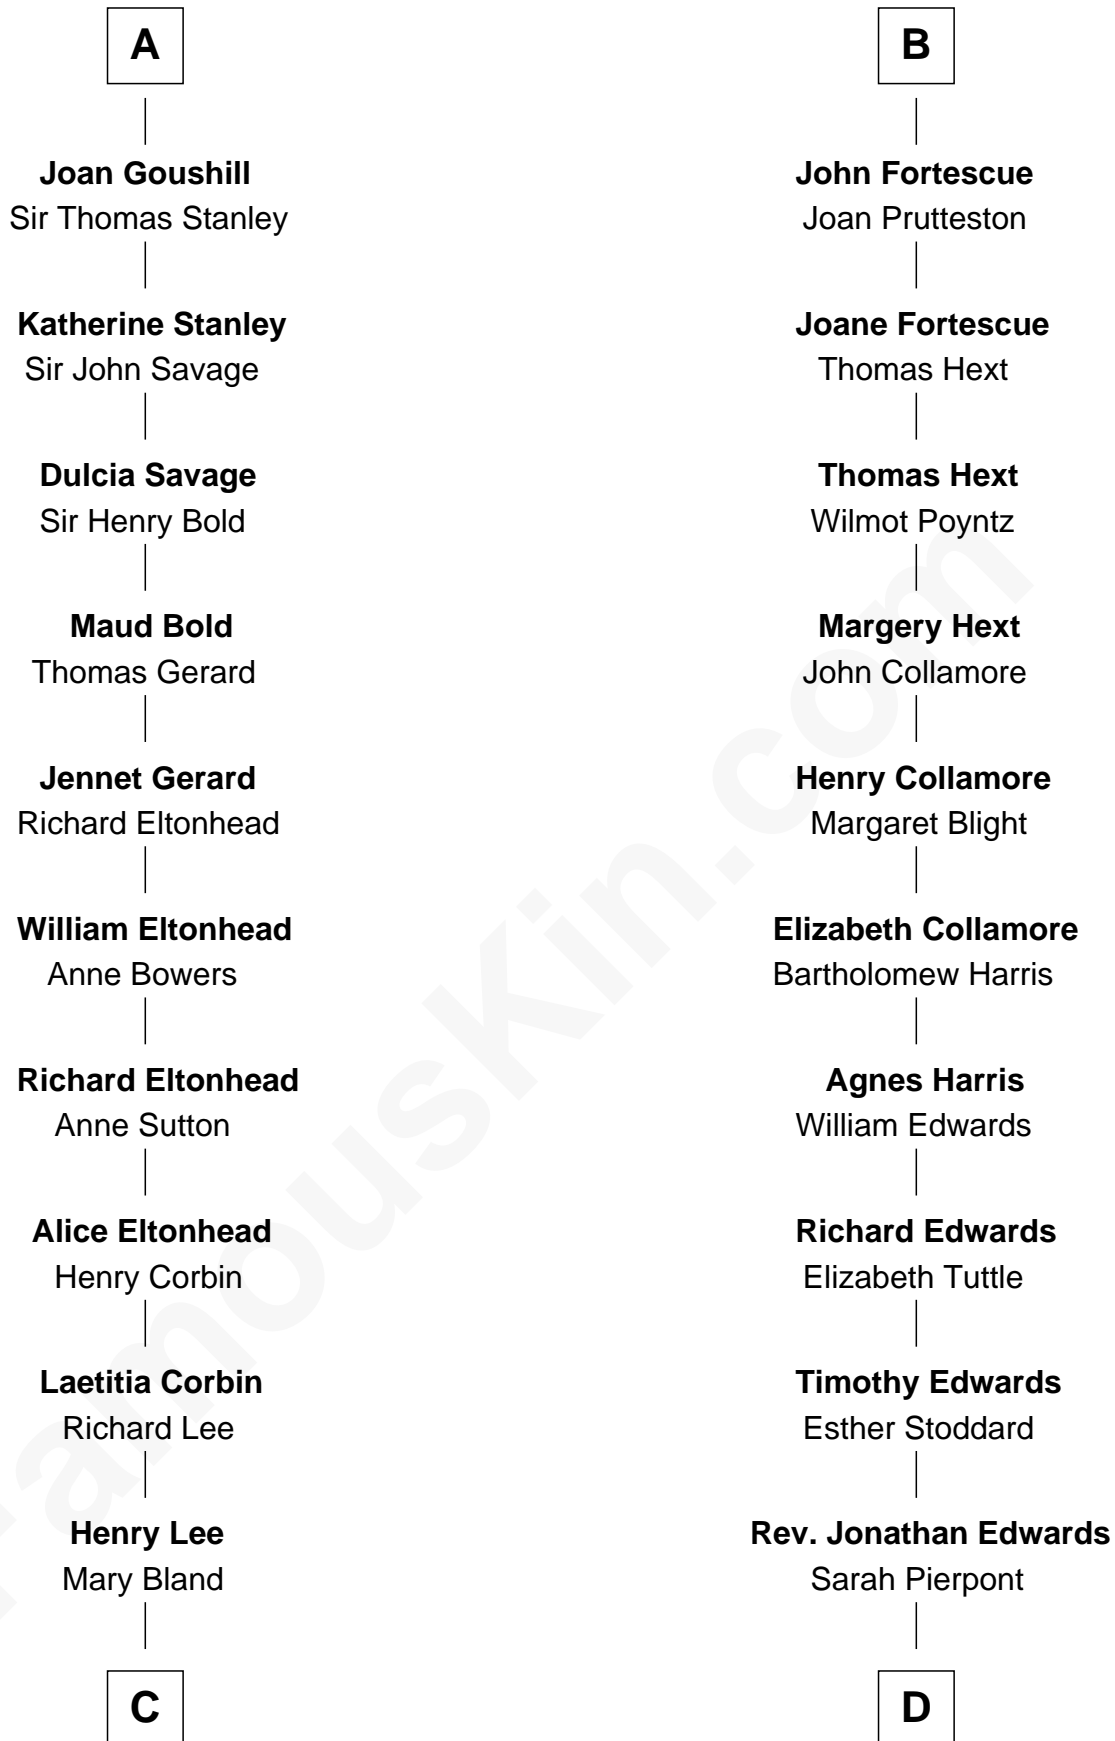 A
Joan Goushill
Sir Thomas Stanley
Katherine Stanley
Sir John Savage
Dulcia Savage
Sir Henry Bold
Maud Bold
Thomas Gerard
Jennet Gerard
Richard Eltonhead
William Eltonhead
Anne Bowers
Richard Eltonhead
Anne Sutton
Alice Eltonhead
Henry Corbin
Laetitia Corbin
Richard Lee
Henry Lee
Mary Bland
C
B
John Fortescue
Joan Prutteston
Joane Fortescue
Thomas Hext
Thomas Hext
Wilmot Poyntz
Margery Hext
John Collamore
Henry Collamore
Margaret Blight
Elizabeth Collamore
Bartholomew Harris
Agnes Harris
William Edwards
Richard Edwards
Elizabeth Tuttle
Timothy Edwards
Esther Stoddard
Rev. Jonathan Edwards
Sarah Pierpont
D
FamousKin.com